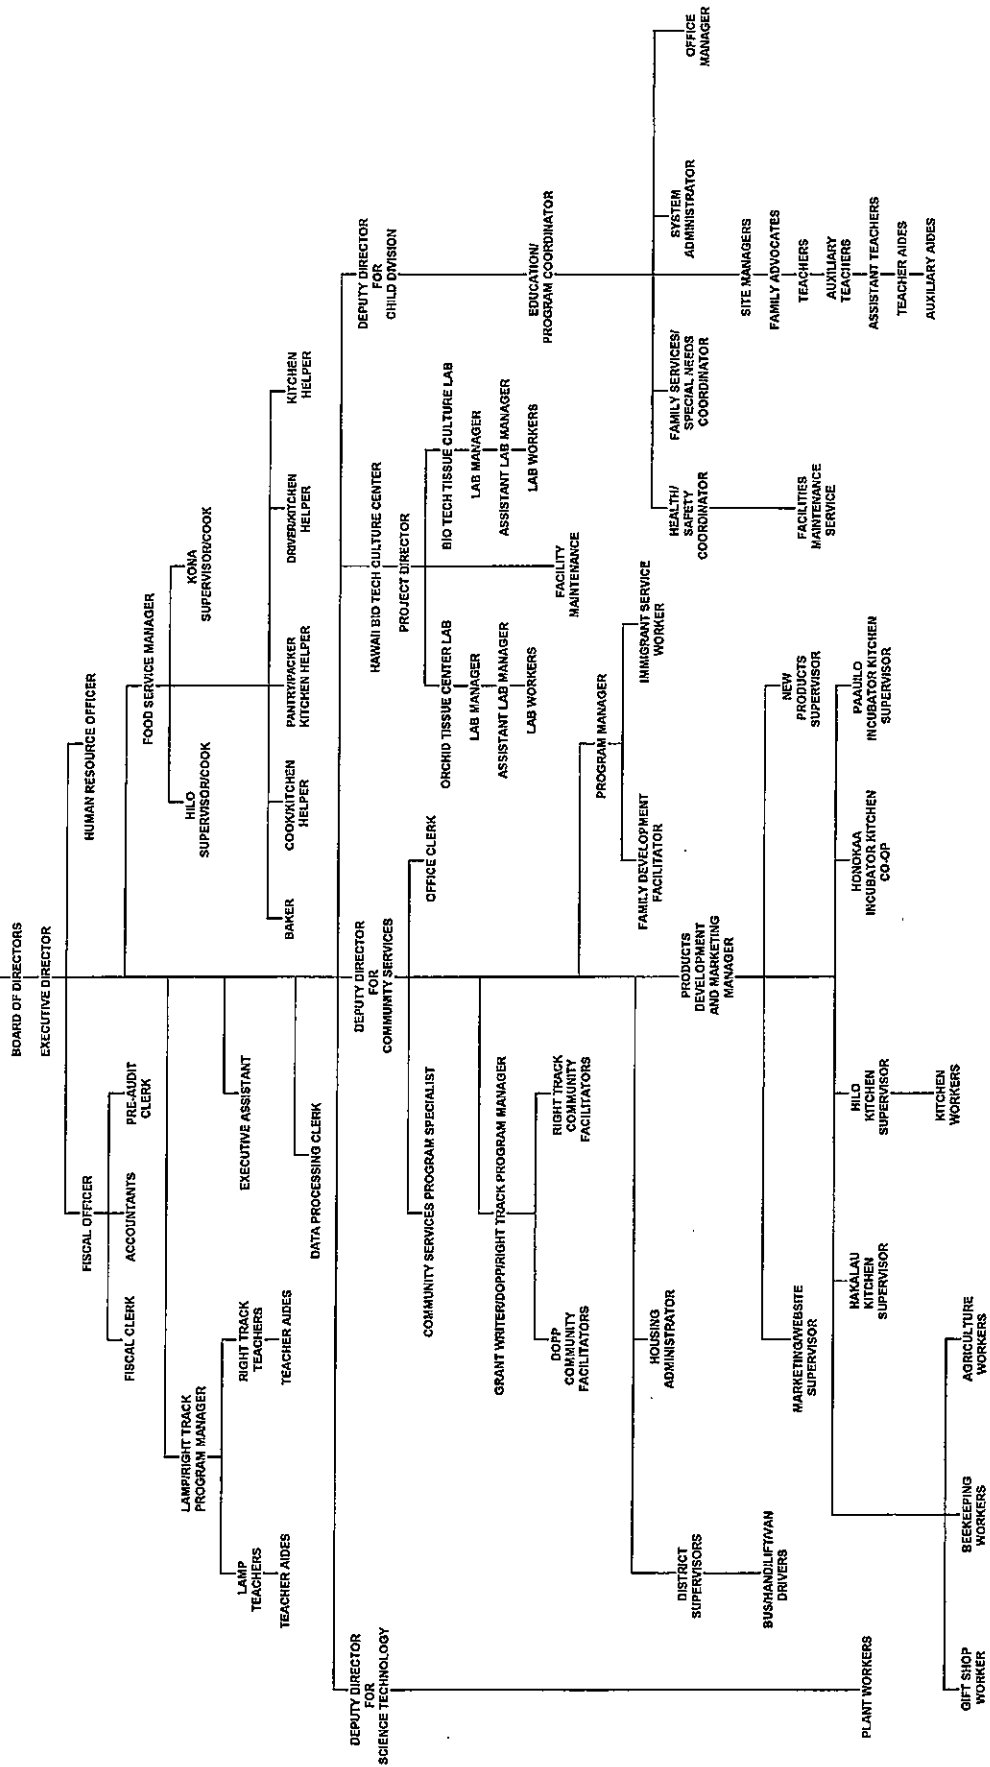 BOARD OF DIRECTORS
EXECUTIVE DIRECTOR
FISCAL OFFICER
HUMAN RESOURCE OFFICER
FISCAL CLERK
ACCOUNTANTS
PRE-AUDIT
CLERK
FOOD SERVICE MANAGER
HILO
SUPERVISOR/COOK
KONA
SUPERVISOR/COOK
LAMP/RIGHT TRACK
PROGRAM MANAGER
LAMP
TEACHERS
TEACHER AIDES
RIGHT TRACK
TEACHERS
TEACHER AIDES
EXECUTIVE ASSISTANT
BAKER
COOK/KITCHEN
HELPER
PANTRY/PACKER
KITCHEN HELPER
DRIVER/KITCHEN
HELPER
KITCHEN
HELPER
DATA PROCESSING CLERK
DEPUTY DIRECTOR
FOR
SCIENCE TECHNOLOGY
PLANT WORKERS
DEPUTY DIRECTOR
FOR
COMMUNITY SERVICES
HAWAII BIO TECH CULTURE CENTER
PROJECT DIRECTOR
ORCHID TISSUE CENTER LAB
LAB MANAGER
ASSISTANT LAB MANAGER
LAB WORKERS
BIO TECH TISSUE CULTURE LAB
LAB MANAGER
ASSISTANT LAB MANAGER
LAB WORKERS
FACILITY
MAINTENANCE
DEPUTY DIRECTOR
FOR
CHILD DIVISION
EDUCATION/
PROGRAM COORDINATOR
HEALTH/
SAFETY
COORDINATOR
FACILITIES
MAINTENANCE
SERVICE
FAMILY SERVICES/
SPECIAL NEEDS
COORDINATOR
SYSTEM
ADMINISTRATOR
OFFICE
MANAGER
SITE MANAGERS
FAMILY ADVOCATES
TEACHERS
AUXILIARY
TEACHERS
ASSISTANT TEACHERS
TEACHER AIDES
AUXILIARY AIDES
COMMUNITY SERVICES PROGRAM SPECIALIST
OFFICE CLERK
GRANT WRITER/DOPP/RIGHT TRACK PROGRAM MANAGER
DOPP
COMMUNITY
FACILITATORS
RIGHT TRACK
COMMUNITY
FACILITATORS
PROGRAM MANAGER
FAMILY DEVELOPMENT
FACILITATOR
IMMIGRANT SERVICE
WORKER
DISTRICT
SUPERVISORS
BUS/HANDILIFT/VAN
DRIVERS
HOUSING
ADMINISTRATOR
PRODUCTS
DEVELOPMENT
AND MARKETING
MANAGER
MARKETING/WEBSITE
SUPERVISOR
NEW
PRODUCTS
SUPERVISOR
HAKALAU
KITCHEN
SUPERVISOR
HILO
KITCHEN
SUPERVISOR
KITCHEN
WORKERS
HONOKAA
INCUBATOR KITCHEN
CO-OP
PAAUILO
INCUBATOR KITCHEN
SUPERVISOR
GIFT SHOP
WORKER
BEEKEEPING
WORKERS
AGRICULTURE
WORKERS